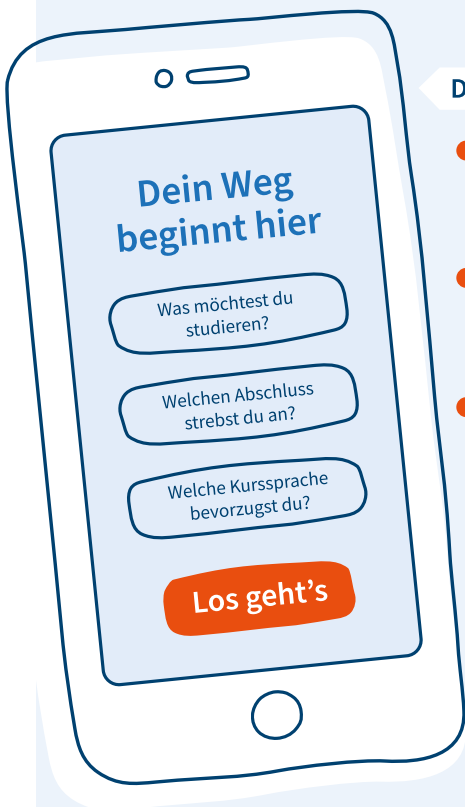 Dein Weg
beginnt hier
Was möchtest du
studieren?
Welchen Abschluss
strebst du an?
Welche Kurssprache
bevorzugst du?
Los geht’s